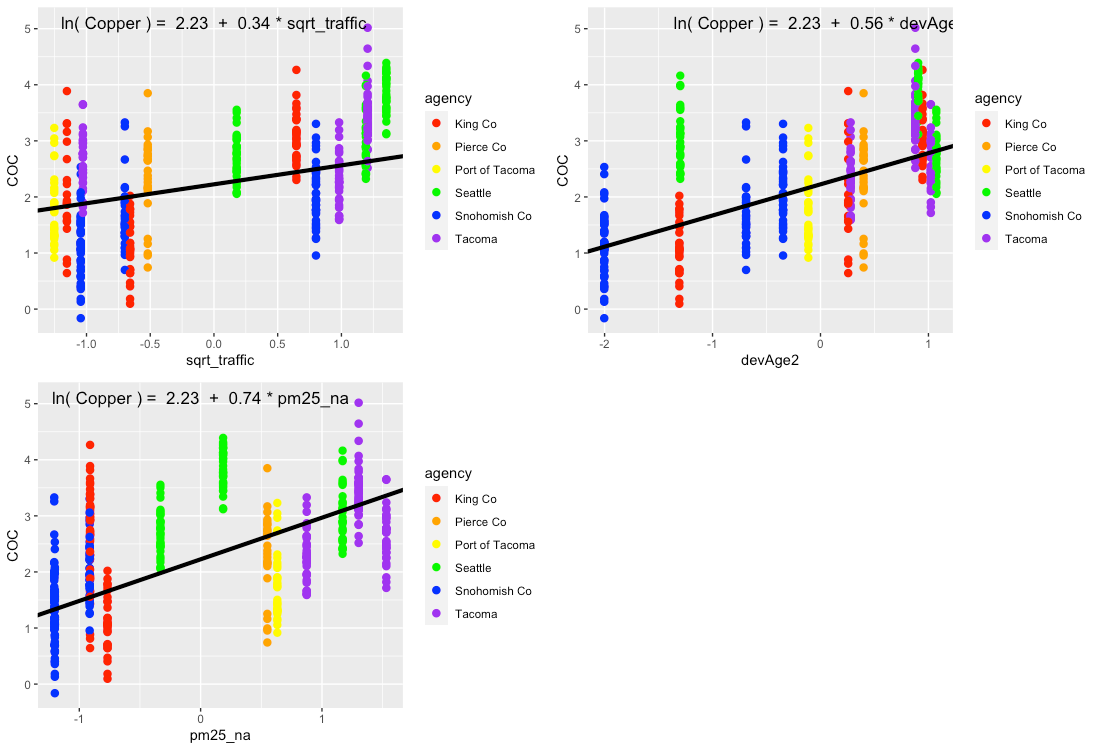 ln( Copper ) = 2.23 + 0.34 * sqrt_traffic
COC
5
4
3
2
1
0
-1.0 -0.5 0.0 0.5 1.0
sqrt_traffic
agency
King Co
Pierce Co
Port of Tacoma
Seattle
Snohomish Co
Tacoma
ln( Copper ) = 2.23 + 0.56 * devAge
COC
5
4
3
2
1
0
-2 -1 0 1
devAge2
agency
King Co
Pierce Co
Port of Tacoma
Seattle
Snohomish Co
Tacoma
ln( Copper ) = 2.23 + 0.74 * pm25_na
COC
5
4
3
2
1
0
-1 0 1
pm25_na
agency
King Co
Pierce Co
Port of Tacoma
Seattle
Snohomish Co
Tacoma